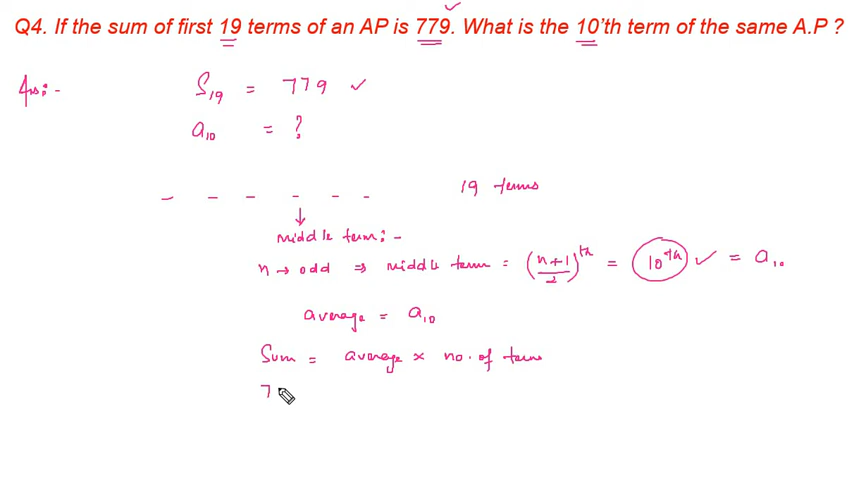 Q4. If the sum of first 19 terms of an AP is 779. What is the 10'th term of the same A.P ?
Ans:- S19 = 779 ✓
a10 = ?
19 terms
middle term:-
n → odd ⇒ middle term = (n+1/2)th = 10th ✓ = a10
average = a10
Sum = average × no. of terms
7